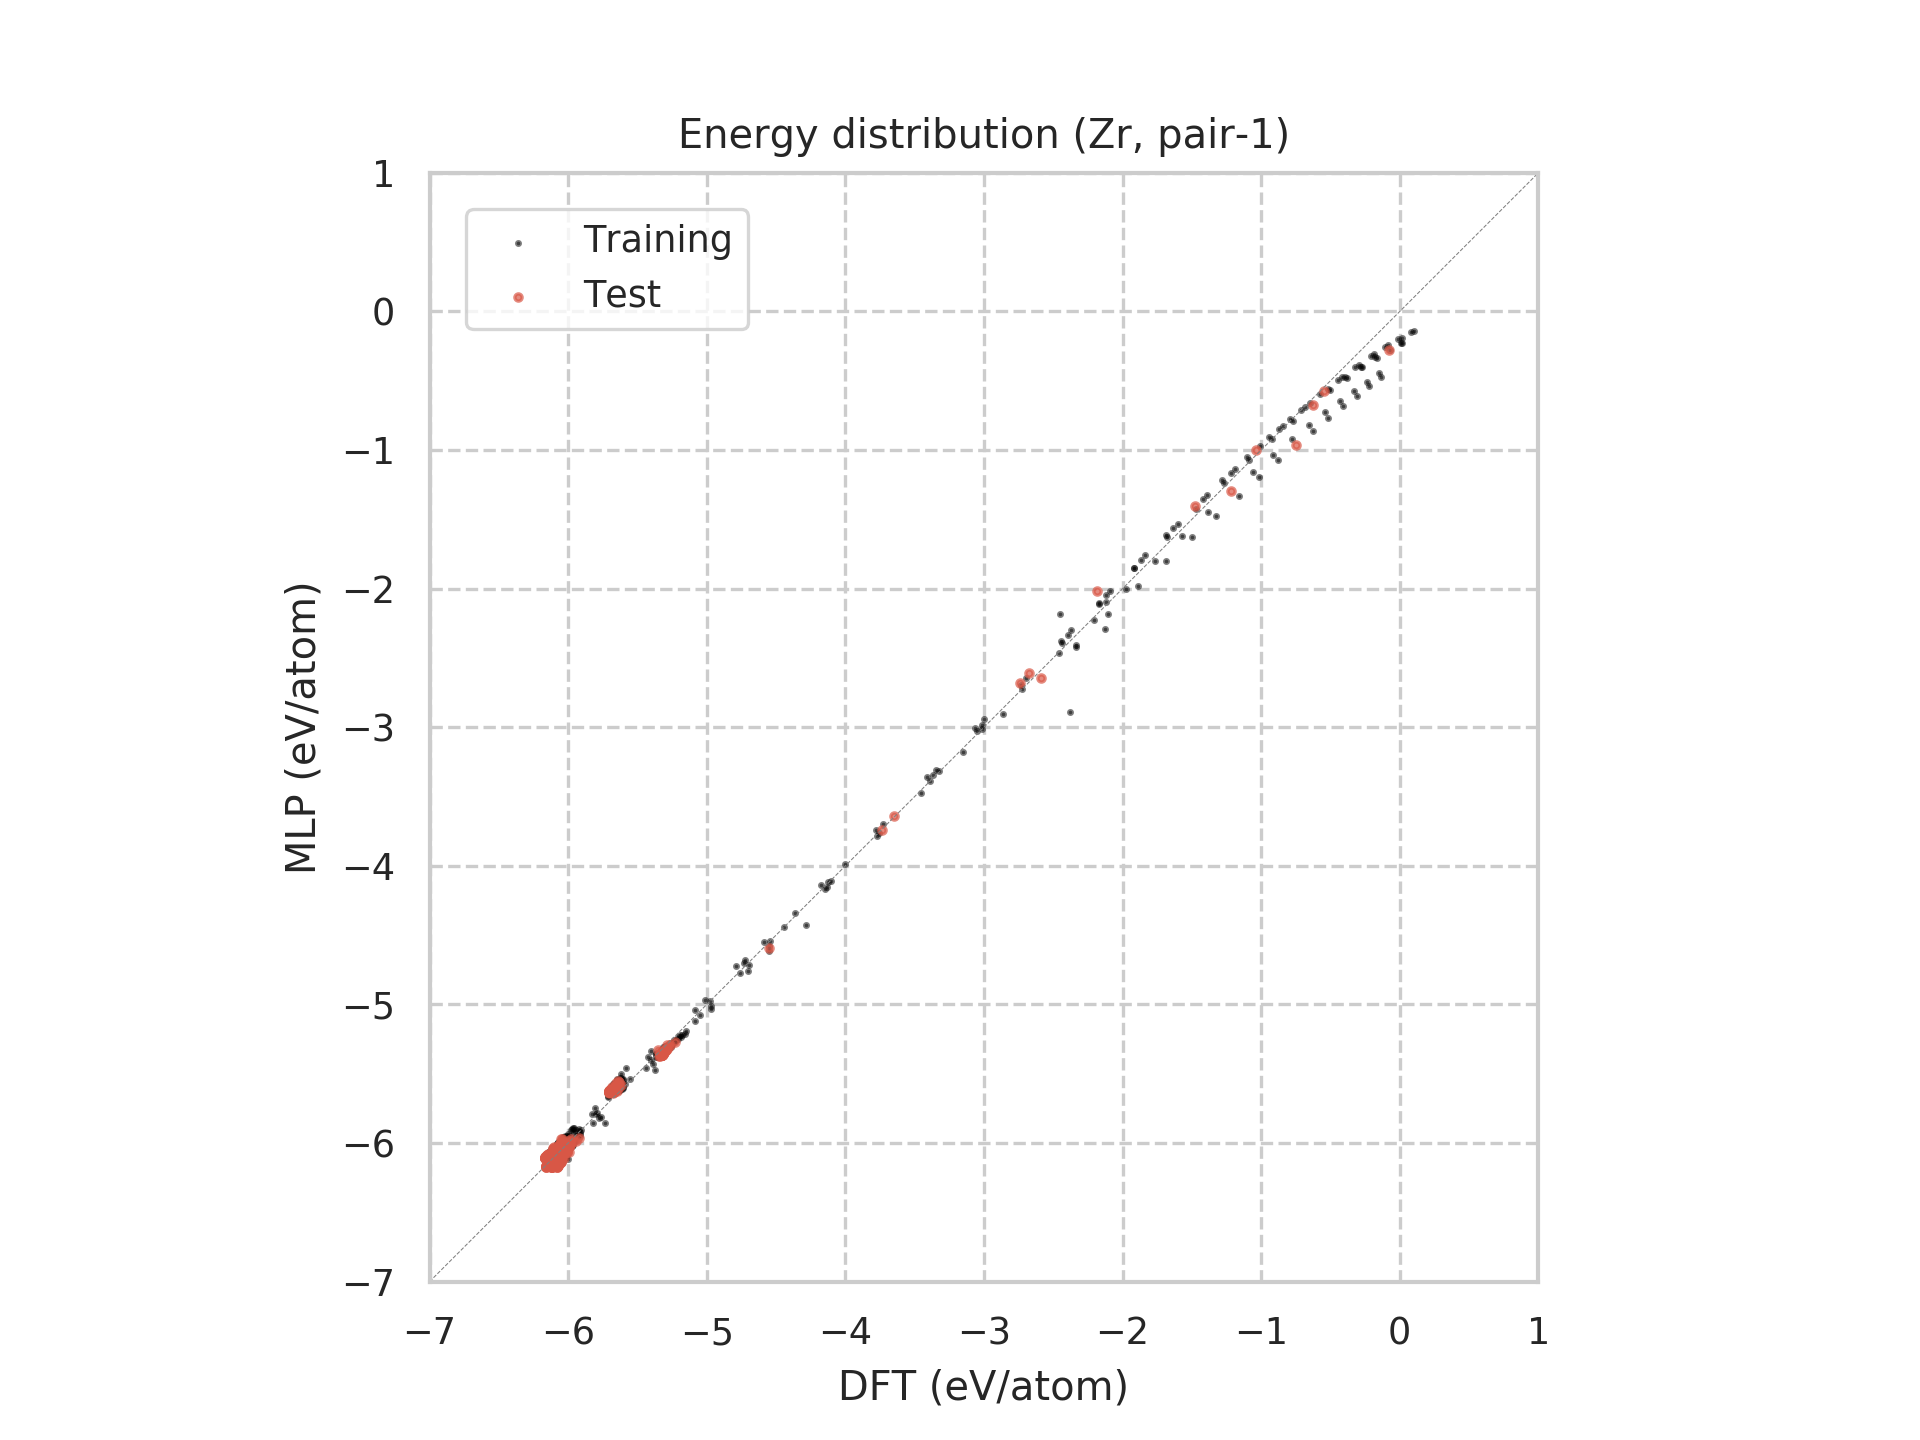 Energy distribution (Zr, pair-1)
1
0
−1
−2
−3
−4
−5
−6
−7
MLP (eV/atom)
Training
Test
−7 −6 −5 −4 −3 −2 −1 0 1
DFT (eV/atom)